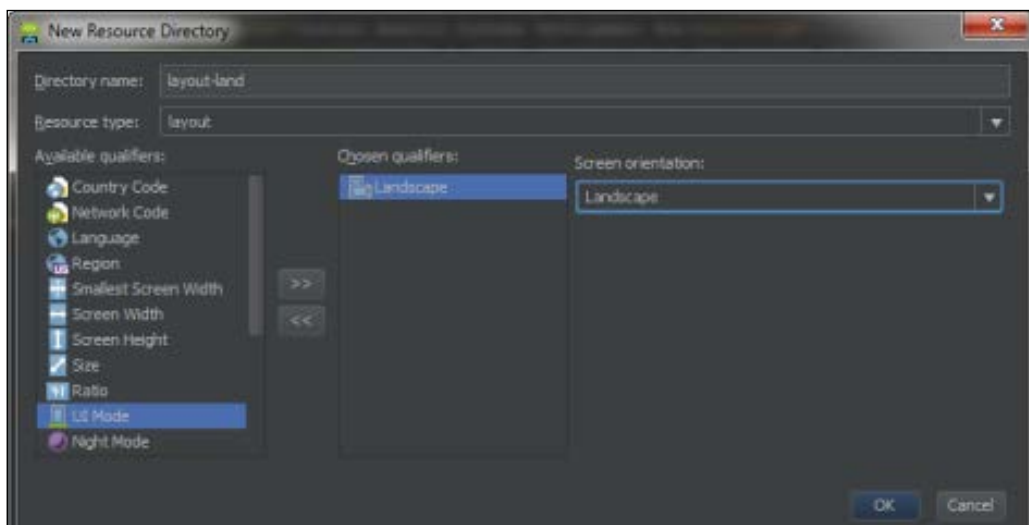 New Resource Directory
Directory name: layout-land
Resource type: layout
Available qualifiers:
Country Code
Network Code
Language
Region
Smallest Screen Width
Screen Width
Screen Height
Size
Ratio
UI Mode
Night Mode
>>
<<
Chosen qualifiers:
Landscape
Screen orientation:
Landscape
OK
Cancel